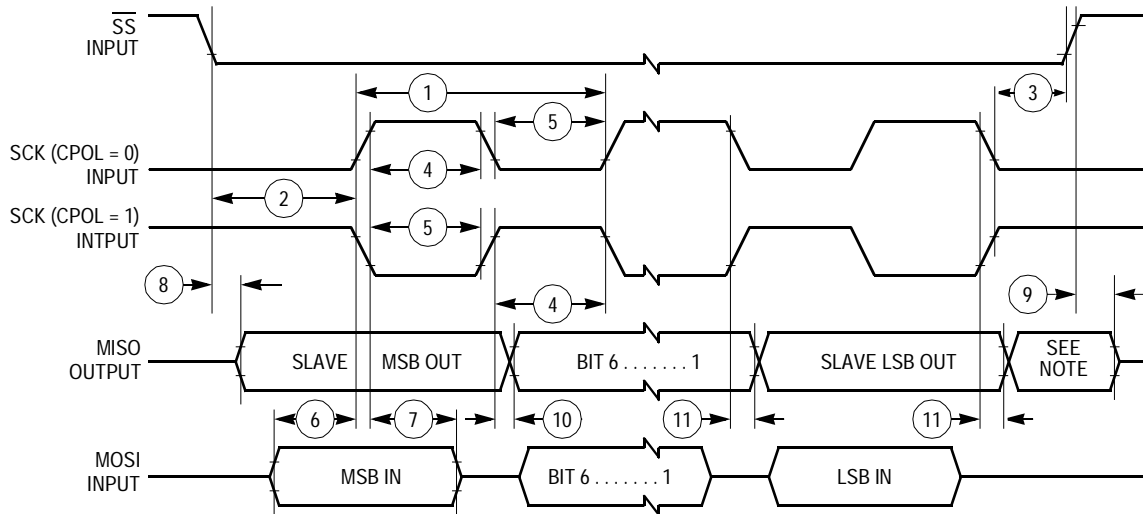 SS
INPUT
1
3
5
SCK (CPOL = 0)
INPUT
4
2
SCK (CPOL = 1)
INTPUT
5
8
9
4
MISO
OUTPUT
SLAVE MSB OUT
BIT 6 . . . . . . . 1
SLAVE LSB OUT
SEE
NOTE
6
7
10
11
11
MOSI
INPUT
MSB IN
BIT 6 . . . . . . . 1
LSB IN